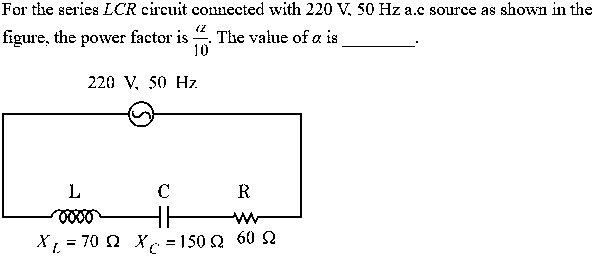 For the series LCR circuit connected with 220 V, 50 Hz a.c source as shown in the
figure, the power factor is α/10. The value of α is ________.
220 V, 50 Hz
L C R
X_L = 70 Ω X_C = 150 Ω 60 Ω